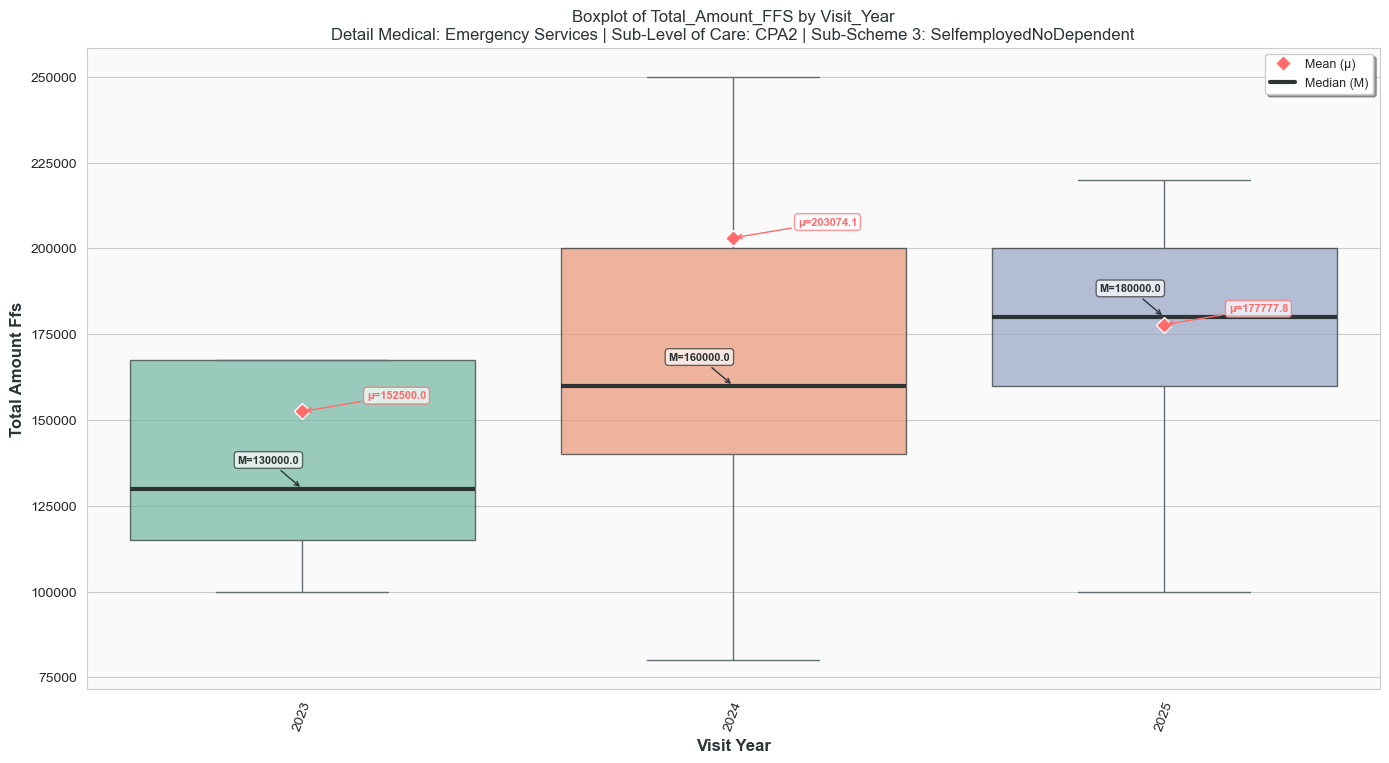 Boxplot of Total_Amount_FFS by Visit_Year
Detail Medical: Emergency Services | Sub-Level of Care: CPA2 | Sub-Scheme 3: SelfemployedNoDependent
Mean (μ)
Median (M)
Total Amount Ffs
250000
225000
200000
175000
150000
125000
100000
75000
μ=152500.0
M=130000.0
μ=203074.1
M=160000.0
M=180000.0
μ=177777.8
2023
2024
2025
Visit Year